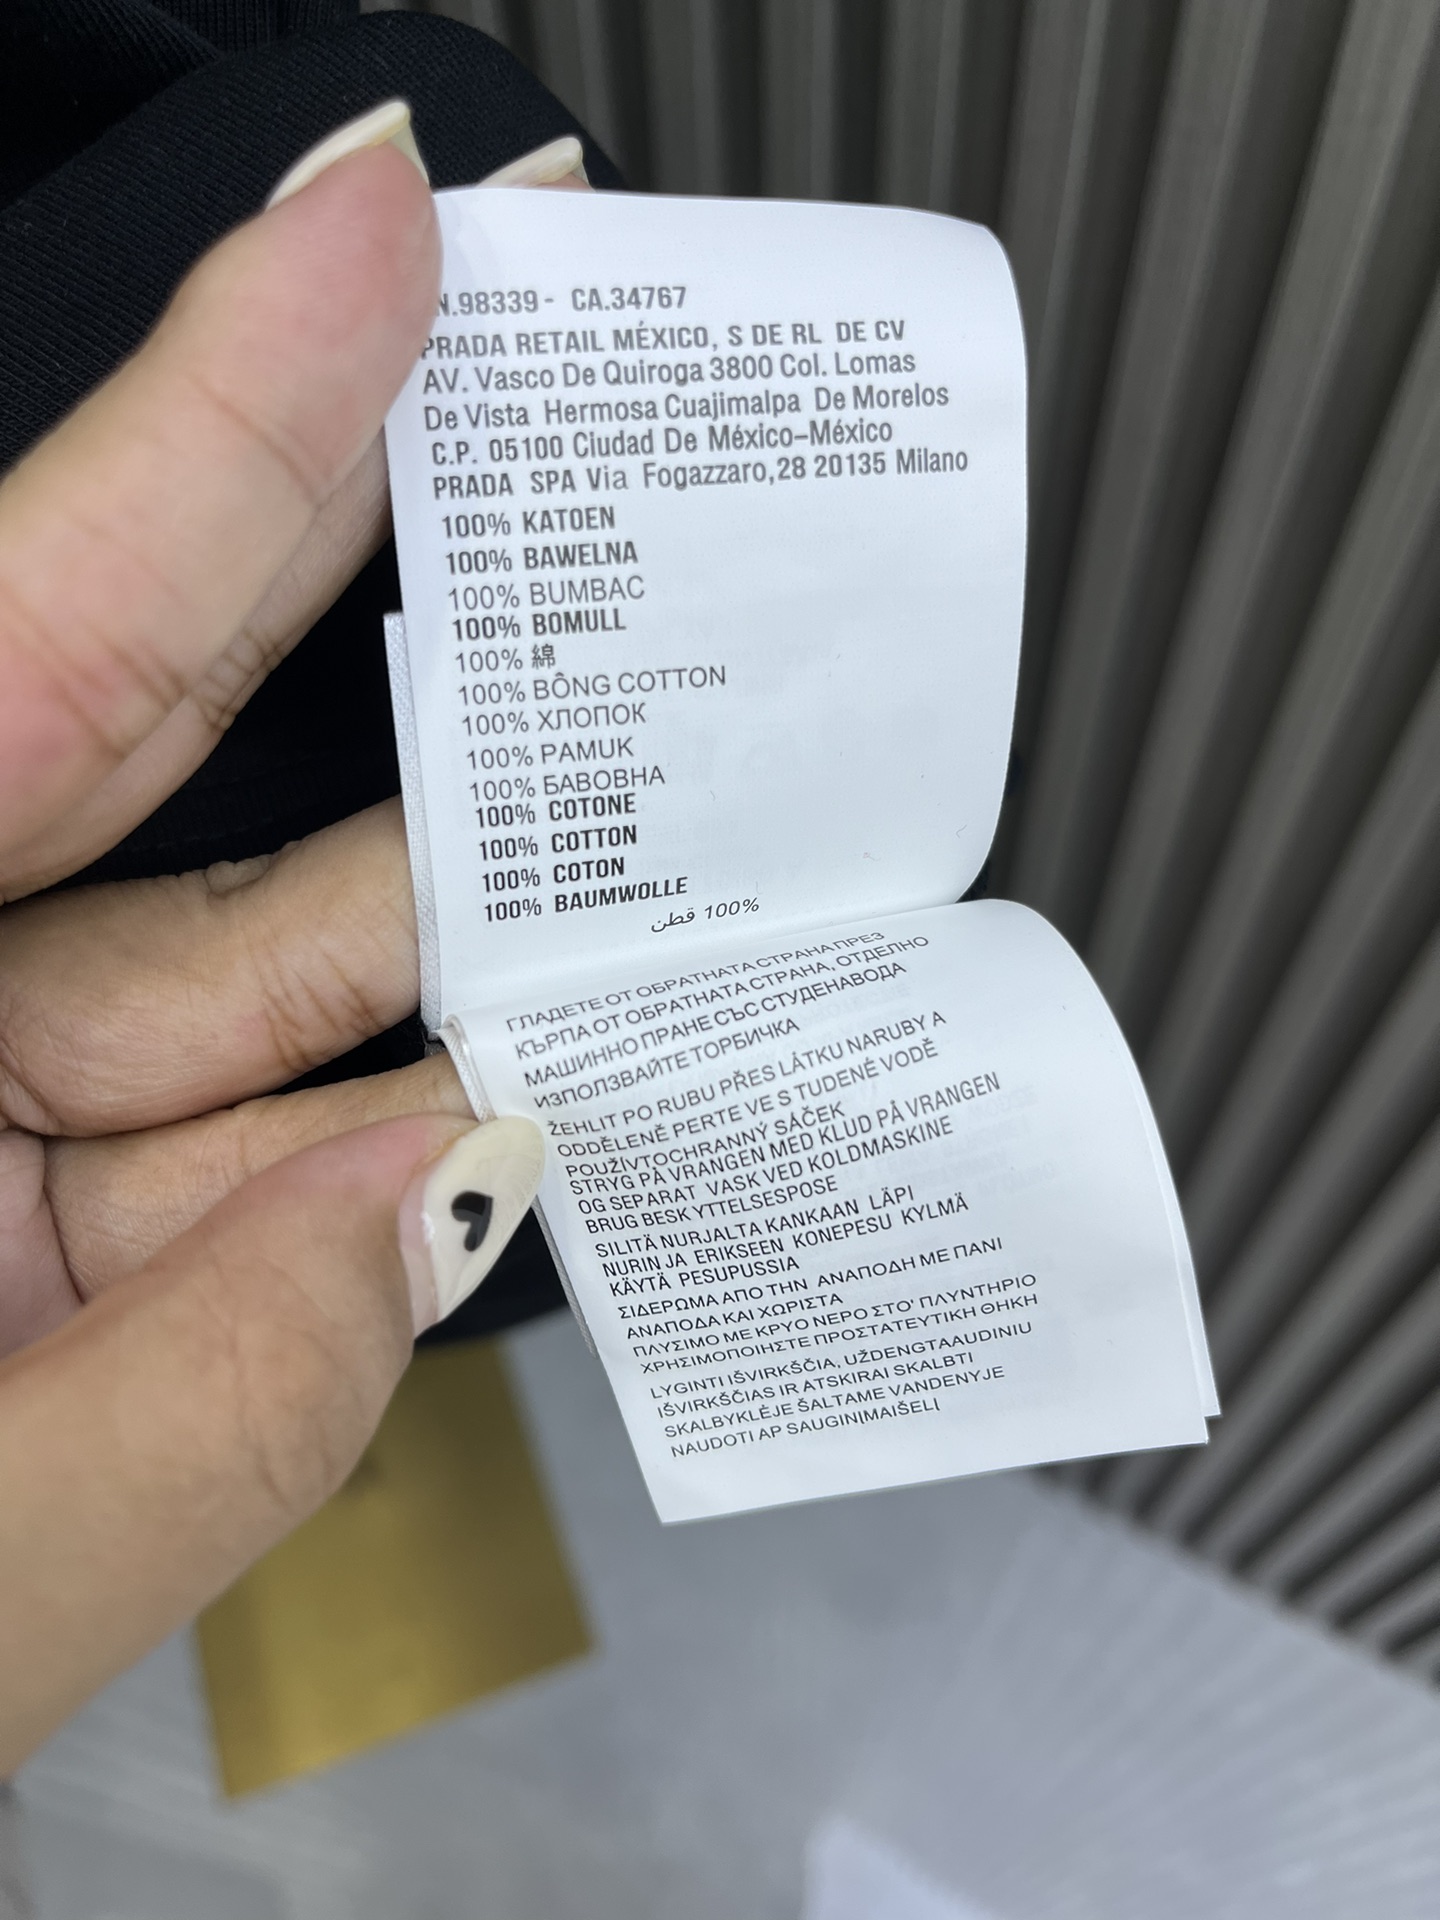 N.98339- CA.34767
PRADA RETAIL MÉXICO, S DE RL DE CV
AV. Vasco De Quiroga 3800 Col. Lomas
De Vista Hermosa Cuajimalpa De Morelos
C.P. 05100 Ciudad De México–México
PRADA SPA Via Fogazzaro,28 20135 Milano
100% KATOEN
100% BAWELNA
100% BUMBAC
100% BOMULL
100% 綿
100% BÔNG COTTON
100% ХЛОПОК
100% PAMUK
100% БАВОВНА
100% COTONE
100% COTTON
100% COTON
100% BAUMWOLLE
100% قطن
ГЛАДЕТЕ ОТ ОБРАТНАТА СТРАНА ПРЕЗ
КЪРПА ОТ ОБРАТНАТА СТРАНА, ОТДЕЛНО
МАШИННО ПРАНЕ СЪС СТУДЕНАВОДА
ИЗПОЛЗВАЙТЕ ТОРБИЧКА
ŽEHLIT PO RUBU PŘES LÁTKU NARUBY A
ODDĚLENĚ PERTE VE S TUDENÉ VODĚ
POUŽÍVTOCHRANNÝ SÁČEK
STRYG PÅ VRANGEN MED KLUD PÅ VRANGEN
OG SEPARAT VASK VED KOLDMASKINE
BRUG BESK YTTELSESPOSE
SILITÄ NURJALTA KANKAAN LÄPI
NURIN JA ERIKSEEN KONEPESU KYLMÄ
KÄYTÄ PESUPUSSIA
ΣΙΔΕΡΩΜΑ ΑΠΟ ΤΗΝ ΑΝΑΠΟΔΗ ΜΕ ΠΑΝΙ
ΑΝΑΠΟΔΑ ΚΑΙ ΧΩΡΙΣΤΑ
ΠΛΥΣΙΜΟ ΜΕ ΚΡΥΟ ΝΕΡΟ ΣΤΟ' ΠΛΥΝΤΗΡΙΟ
ΧΡΗΣΙΜΟΠΟΙΗΣΤΕ ΠΡΟΣΤΑΤΕΥΤΙΚΗ ΘΗΚΗ
LYGINTI IŠVIRKŠČIA, UŽDENGTAAUDINIU
IŠVIRKŠČIAS IR ATSKIRAI SKALBTI
SKALBYKLĖJE ŠALTAME VANDENYJE
NAUDOTI AP SAUGINĮMAIŠELĮ